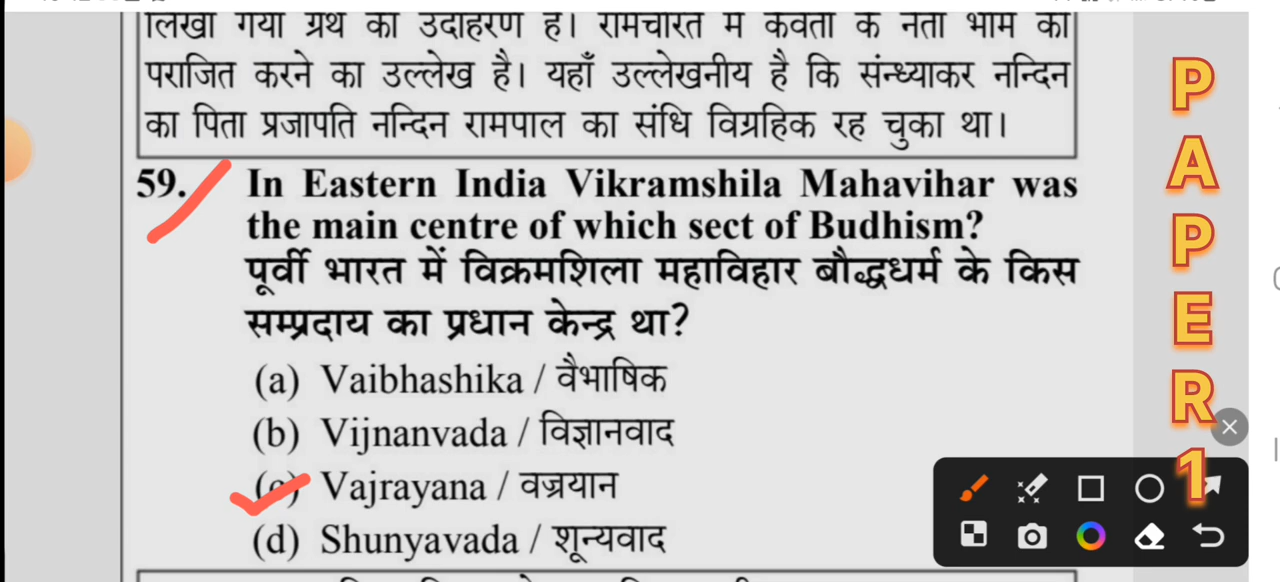 लिखा गया ग्रंथ का उदाहरण है। रामचरित में कैवर्तो के नेता भीम को
पराजित करने का उल्लेख है। यहाँ उल्लेखनीय है कि संन्ध्याकर नन्दिन
का पिता प्रजापति नन्दिन रामपाल का संधि विग्रहिक रह चुका था।
59. In Eastern India Vikramshila Mahavihar was
the main centre of which sect of Budhism?
पूर्वी भारत में विक्रमशिला महाविहार बौद्धधर्म के किस
सम्प्रदाय का प्रधान केन्द्र था?
(a) Vaibhashika / वैभाषिक
(b) Vijnanvada / विज्ञानवाद
(c) Vajrayana / वज्रयान
(d) Shunyavada / शून्यवाद
PAPER 1